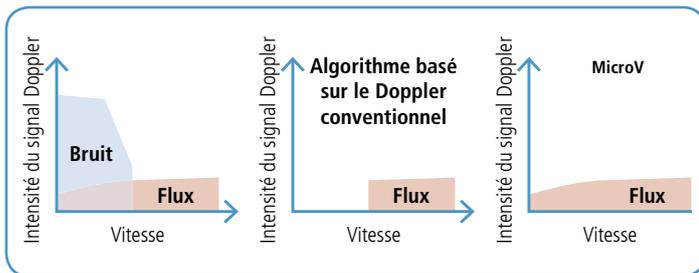 Intensité du signal Doppler
Bruit
Flux
Vitesse
Intensité du signal Doppler
Algorithme basé
sur le Doppler
conventionnel
Flux
Vitesse
Intensité du signal Doppler
MicroV
Flux
Vitesse